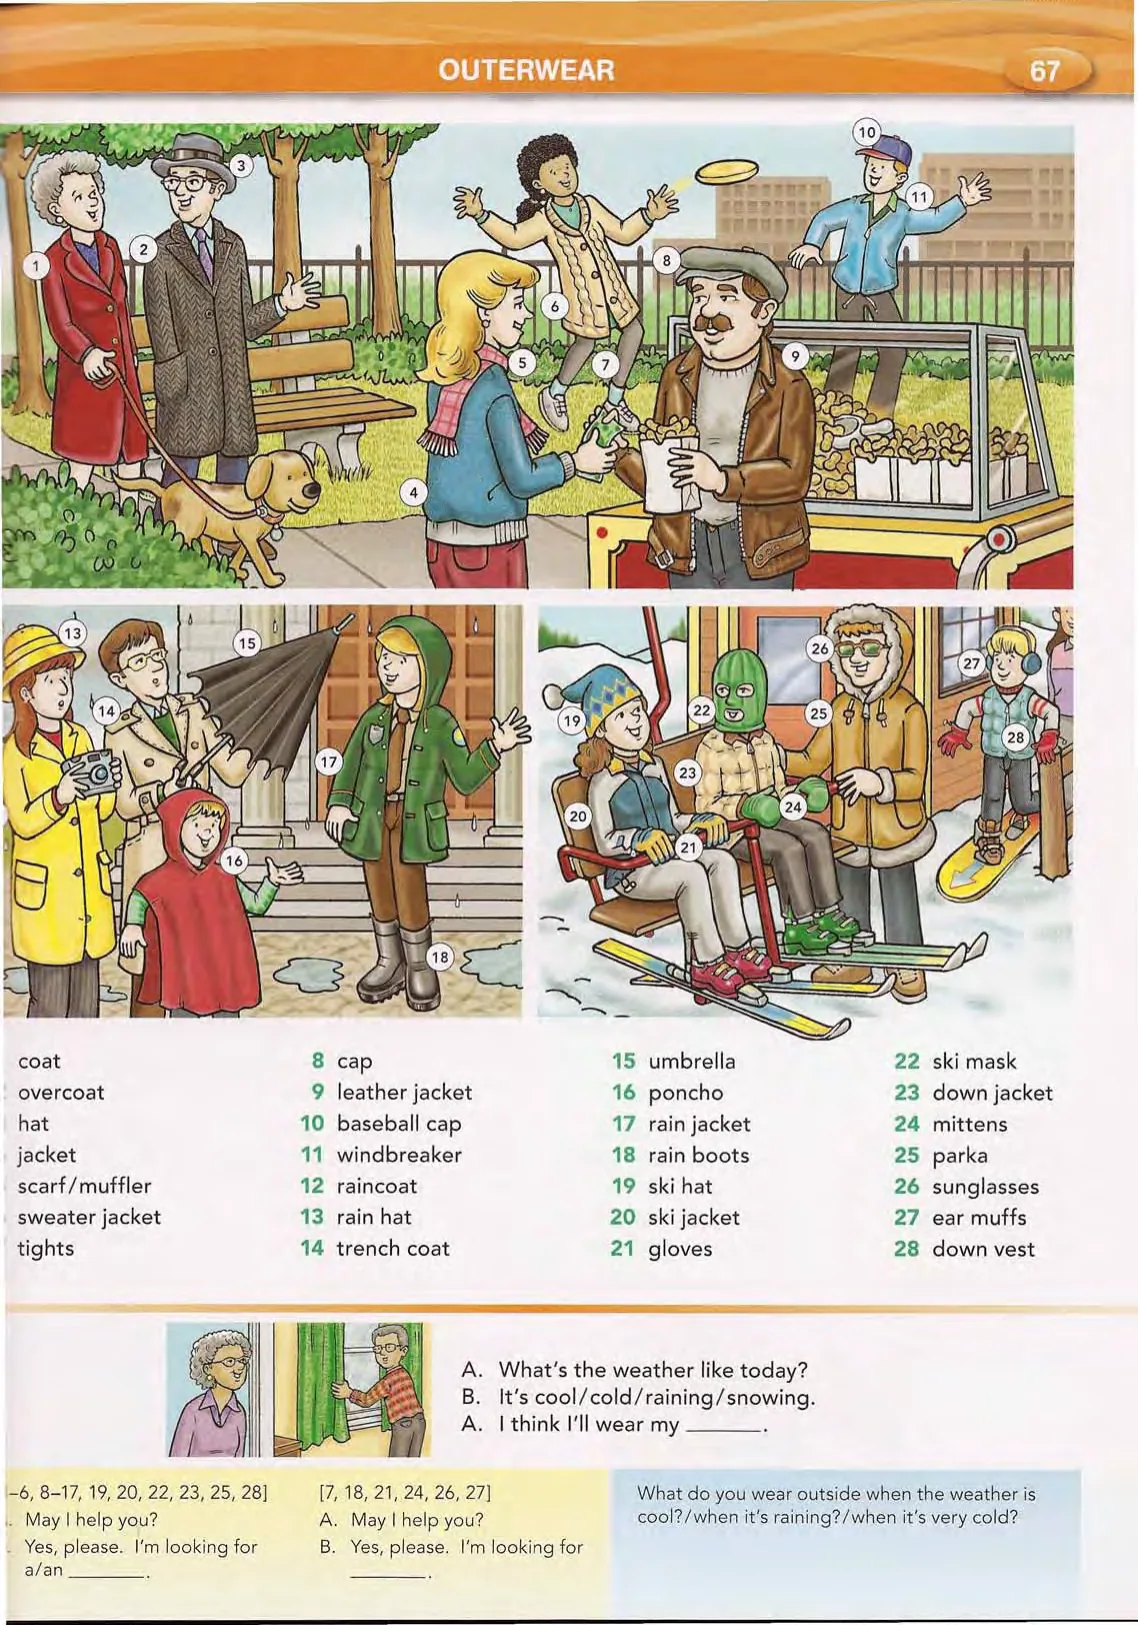 OUTERWEAR
67
3
10
11
2
1
8
6
5
7
9
4
13
15
14
17
16
18
26
27
22
25
19
28
23
24
20
21
coat
overcoat
hat
jacket
scarf/muffler
sweater jacket
tights
8 cap
9 leather jacket
10 baseball cap
11 windbreaker
12 raincoat
13 rain hat
14 trench coat
15 umbrella
16 poncho
17 rain jacket
18 rain boots
19 ski hat
20 ski jacket
21 gloves
22 ski mask
23 down jacket
24 mittens
25 parka
26 sunglasses
27 ear muffs
28 down vest
A. What's the weather like today?
B. It's cool/cold/raining/snowing.
A. I think I'll wear my ______.
–6, 8–17, 19, 20, 22, 23, 25, 28]
May I help you?
Yes, please. I'm looking for
a/an ______.
[7, 18, 21, 24, 26, 27]
A. May I help you?
B. Yes, please. I'm looking for
______.
What do you wear outside when the weather is
cool?/when it's raining?/when it's very cold?